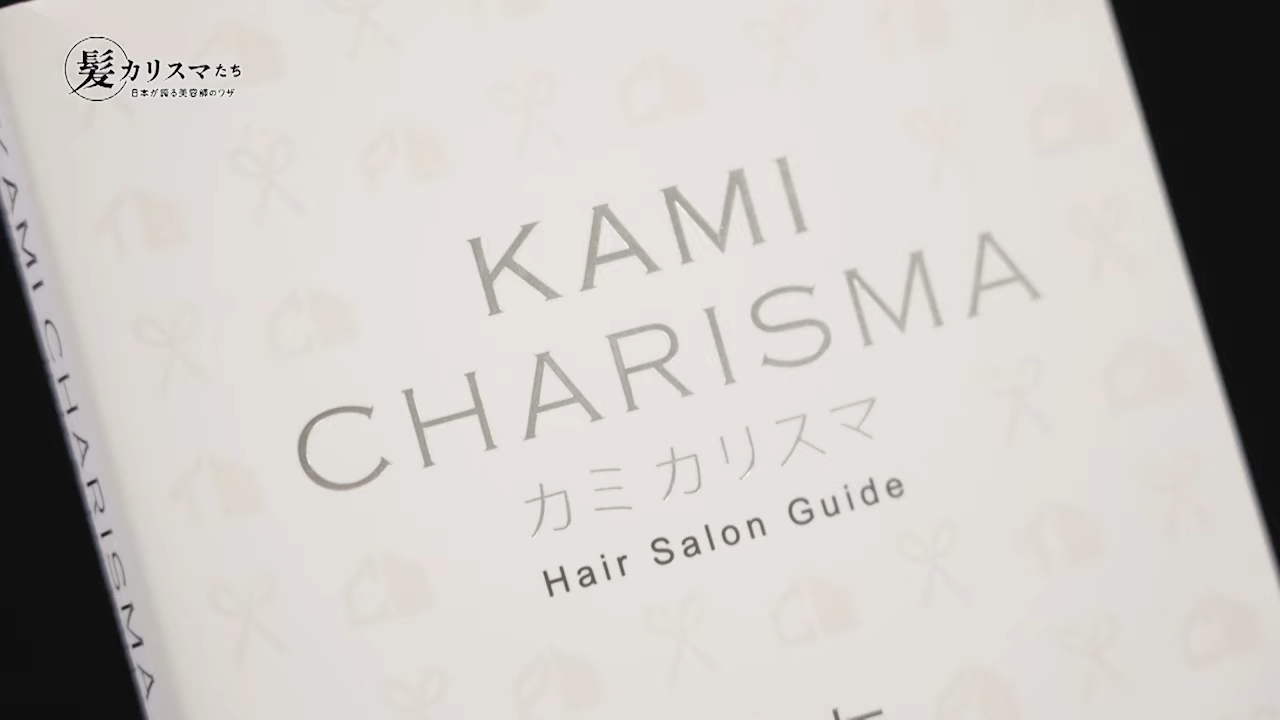 髪カリスマたち
日本が誇る美容師のワザ
KAMI
CHARISMA
カミカリスマ
Hair Salon Guide
KAMI CHARISMA